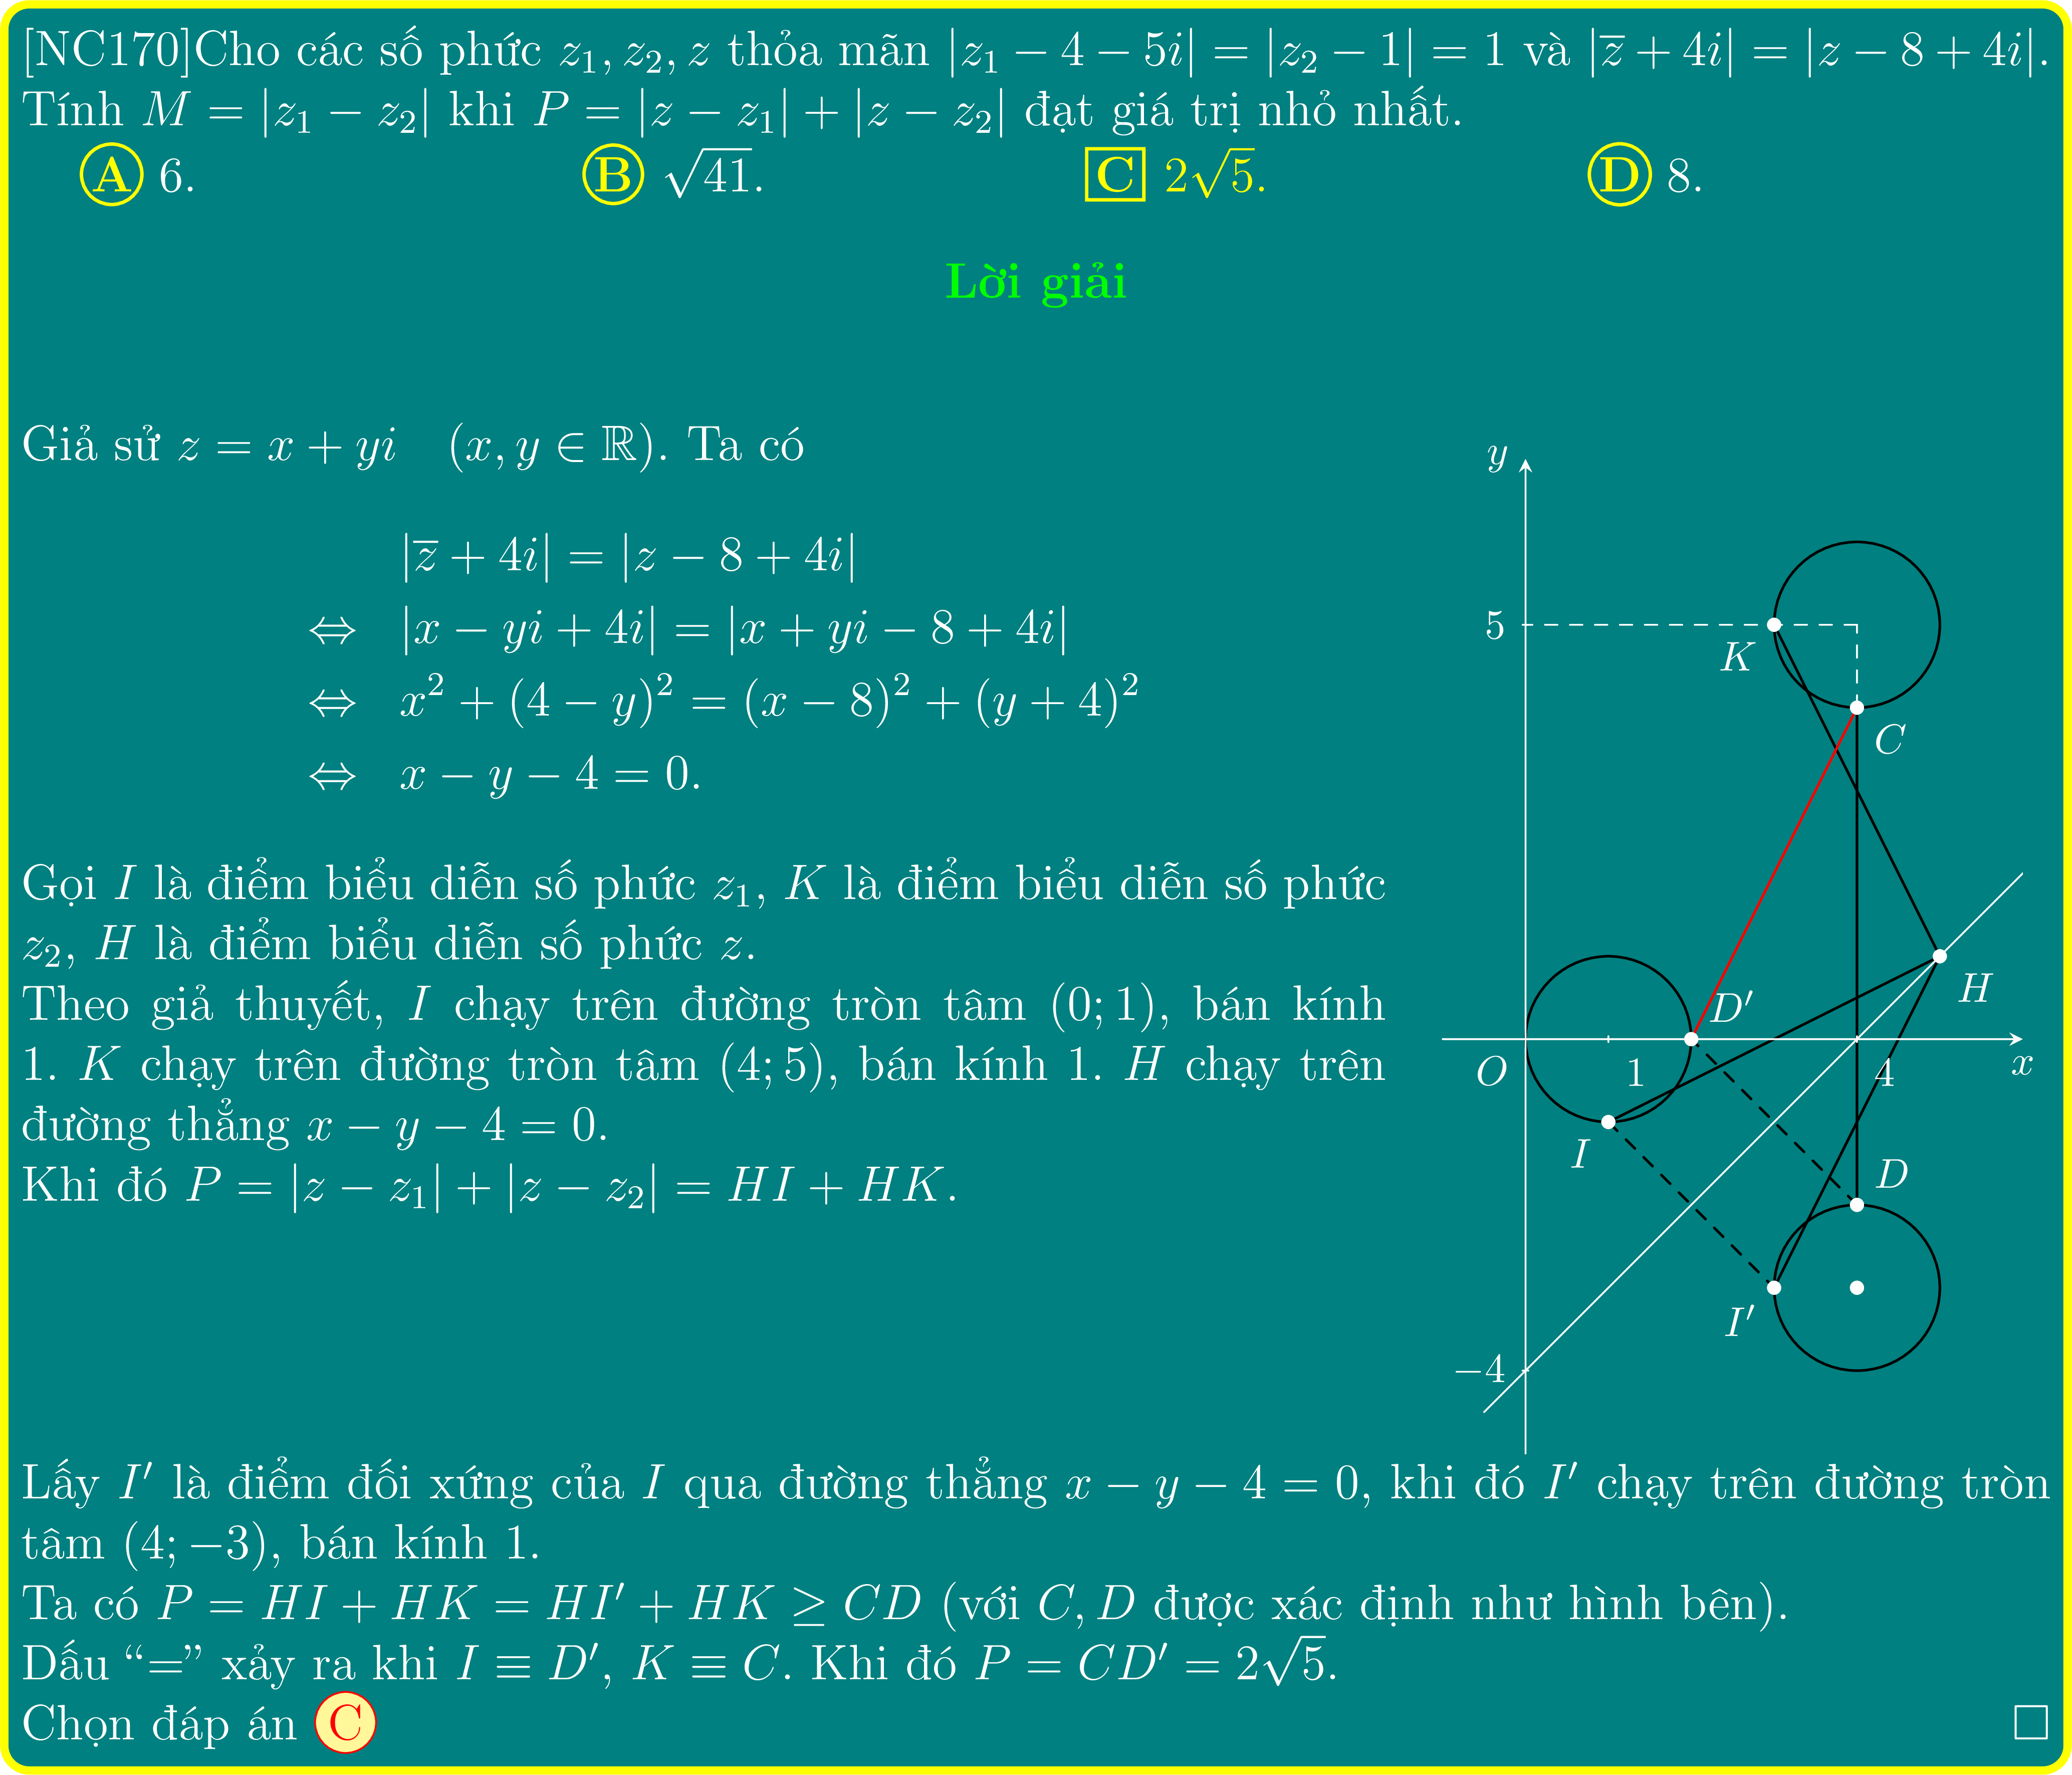 [NC170]Cho các số phức $z_1, z_2, z$ thỏa mãn $|z_1 - 4 - 5i| = |z_2 - 1| = 1$ và $|\overline{z} + 4i| = |z - 8 + 4i|$.
Tính $M = |z_1 - z_2|$ khi $P = |z - z_1| + |z - z_2|$ đạt giá trị nhỏ nhất.
A 6. B $\sqrt{41}$. C $2\sqrt{5}$. D 8.
Lời giải
Giả sử $z = x + yi \quad (x, y \in \mathbb{R})$. Ta có
$|\overline{z} + 4i| = |z - 8 + 4i|$
$\Leftrightarrow |x - yi + 4i| = |x + yi - 8 + 4i|$
$\Leftrightarrow x^2 + (4 - y)^2 = (x - 8)^2 + (y + 4)^2$
$\Leftrightarrow x - y - 4 = 0.$
Gọi $I$ là điểm biểu diễn số phức $z_1$, $K$ là điểm biểu diễn số phức
$z_2$, $H$ là điểm biểu diễn số phức $z$.
Theo giả thuyết, $I$ chạy trên đường tròn tâm $(0; 1)$, bán kính
1. $K$ chạy trên đường tròn tâm $(4; 5)$, bán kính 1. $H$ chạy trên
đường thẳng $x - y - 4 = 0$.
Khi đó $P = |z - z_1| + |z - z_2| = HI + HK$.
y
5
K
C
H
D′
O
1
4
x
I
D
I′
−4
Lấy $I'$ là điểm đối xứng của $I$ qua đường thẳng $x - y - 4 = 0$, khi đó $I'$ chạy trên đường tròn
tâm $(4; -3)$, bán kính 1.
Ta có $P = HI + HK = HI' + HK \geq CD$ (với $C, D$ được xác định như hình bên).
Dấu “=” xảy ra khi $I \equiv D'$, $K \equiv C$. Khi đó $P = CD' = 2\sqrt{5}$.
Chọn đáp án C □